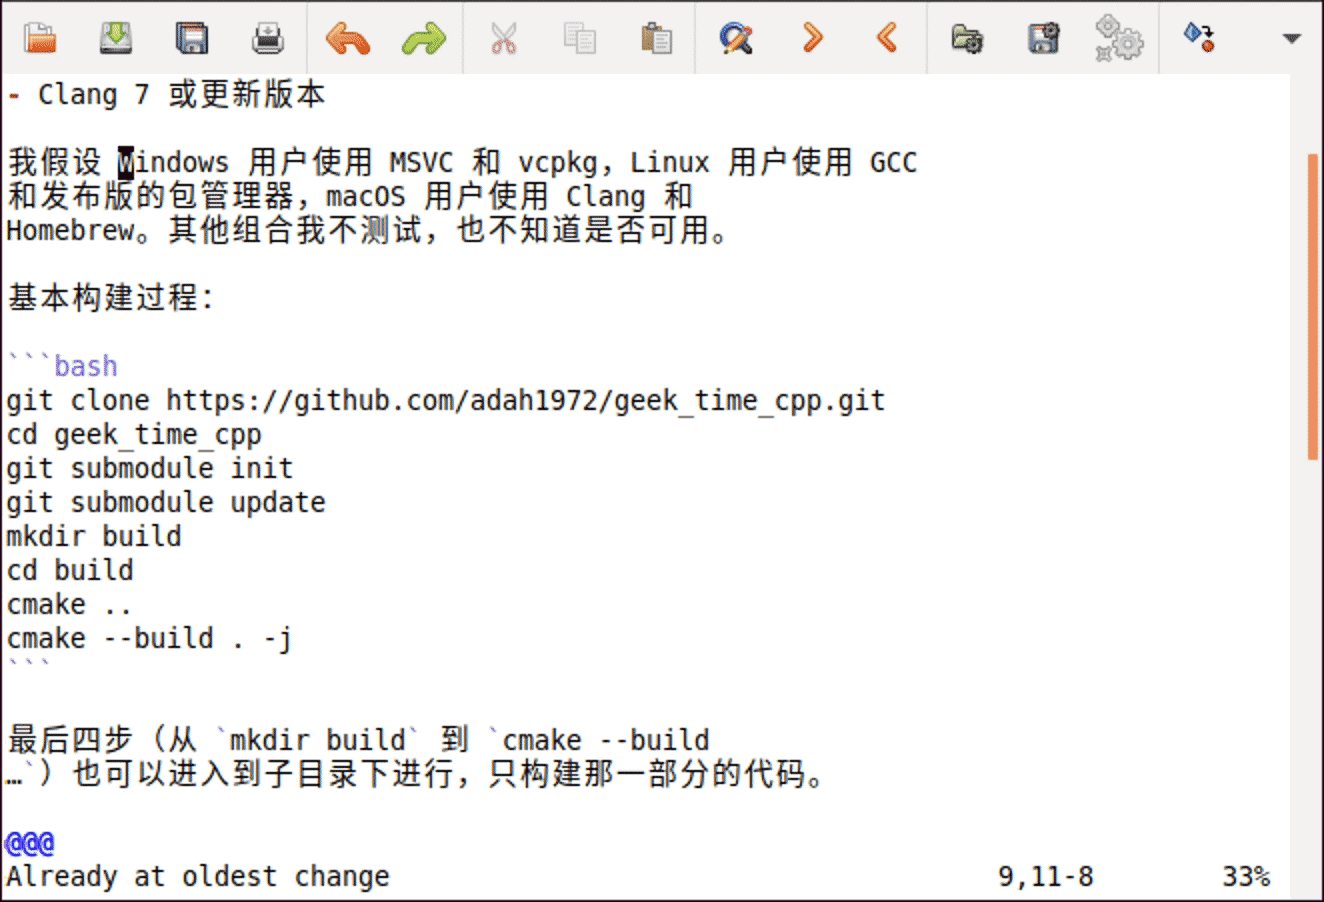 - Clang 7 或更新版本
我假设 Windows 用户使用 MSVC 和 vcpkg，Linux 用户使用 GCC
和发布版的包管理器，macOS 用户使用 Clang 和
Homebrew。其他组合我不测试，也不知道是否可用。
基本构建过程：
```bash
git clone https://github.com/adah1972/geek_time_cpp.git
cd geek_time_cpp
git submodule init
git submodule update
mkdir build
cd build
cmake ..
cmake --build . -j
```
最后四步（从 `mkdir build` 到 `cmake --build
…`）也可以进入到子目录下进行，只构建那一部分的代码。
@@@
Already at oldest change 9,11-8 33%